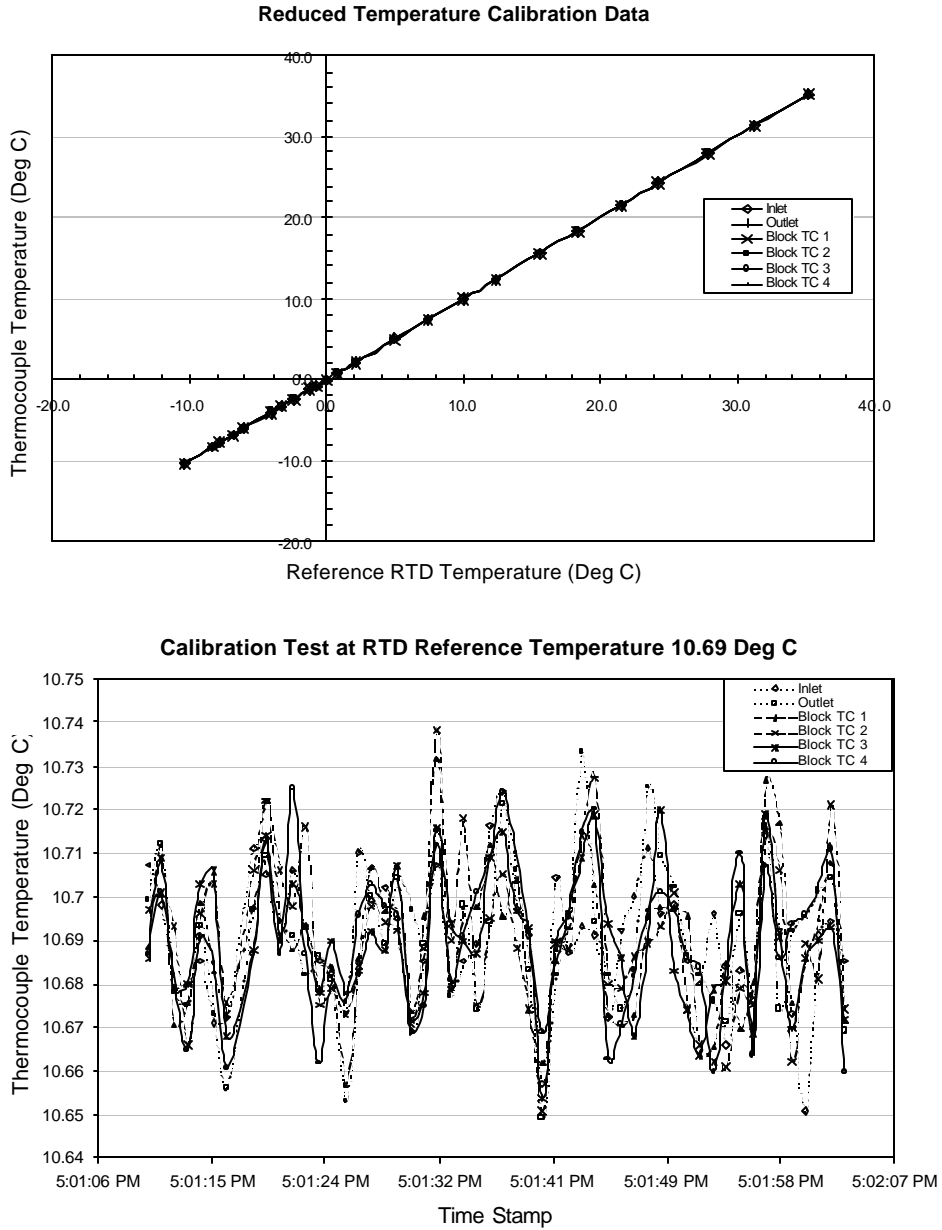 Reduced Temperature Calibration Data
40.0
30.0
20.0
10.0
0.0
-10.0
-20.0
-20.0
-10.0
0.0
10.0
20.0
30.0
40.0
Thermocouple Temperature (Deg C)
Reference RTD Temperature (Deg C)
Inlet
Outlet
Block TC 1
Block TC 2
Block TC 3
Block TC 4
Calibration Test at RTD Reference Temperature 10.69 Deg C
10.75
10.74
10.73
10.72
10.71
10.7
10.69
10.68
10.67
10.66
10.65
10.64
Thermocouple Temperature (Deg C)
Inlet
Outlet
Block TC 1
Block TC 2
Block TC 3
Block TC 4
5:01:06 PM
5:01:15 PM
5:01:24 PM
5:01:32 PM
5:01:41 PM
5:01:49 PM
5:01:58 PM
5:02:07 PM
Time Stamp